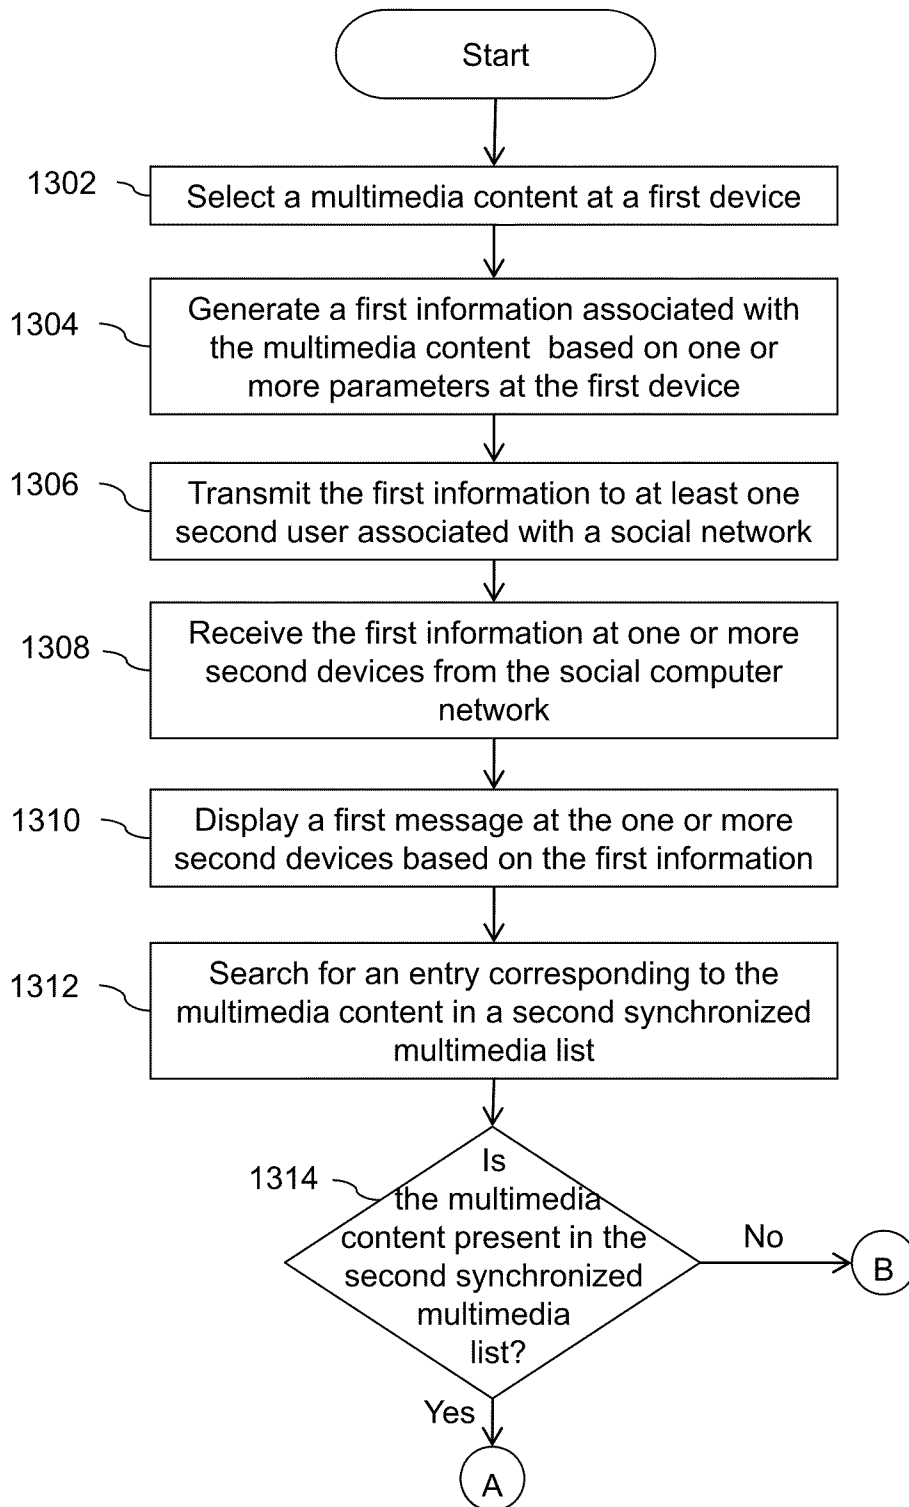 Start
1302
Select a multimedia content at a first device
1304
Generate a first information associated with
the multimedia content based on one or
more parameters at the first device
1306
Transmit the first information to at least one
second user associated with a social network
1308
Receive the first information at one or more
second devices from the social computer
network
1310
Display a first message at the one or more
second devices based on the first information
1312
Search for an entry corresponding to the
multimedia content in a second synchronized
multimedia list
1314
Is
the multimedia
content present in the
second synchronized
multimedia
list?
No
B
Yes
A